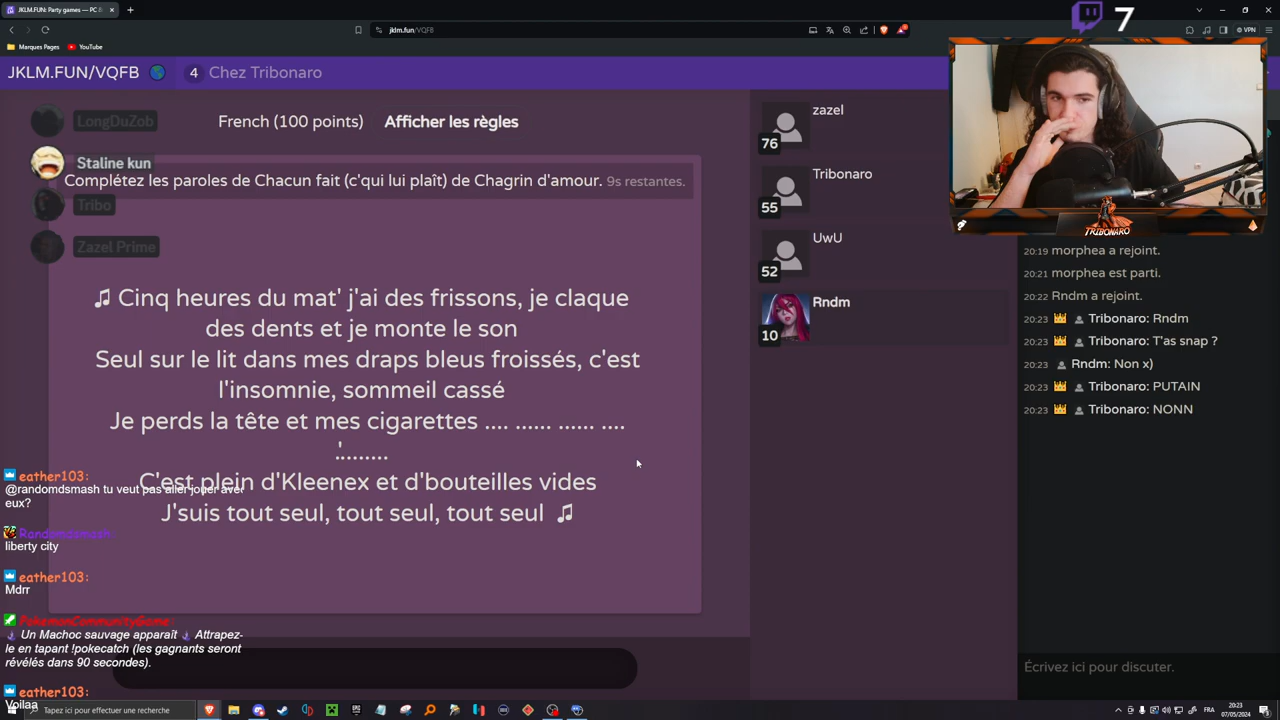 JKLM.FUN: Party games — PC 6
jklm.fun/VQFB
VPN
Marques Pages
YouTube
7
JKLM.FUN/VQFB
4
Chez Tribonaro
LongDuZob
French (100 points)
Afficher les règles
Staline kun
Complétez les paroles de Chacun fait (c'qui lui plaît) de Chagrin d'amour. 9s restantes.
Tribo
Zazel Prime
♫ Cinq heures du mat' j'ai des frissons, je claque
des dents et je monte le son
Seul sur le lit dans mes draps bleus froissés, c'est
l'insomnie, sommeil cassé
Je perds la tête et mes cigarettes .... ...... ...... ....
'.........
C'est plein d'Kleenex et d'bouteilles vides
J'suis tout seul, tout seul, tout seul ♫
zazel
76
Tribonaro
55
UwU
52
Rndm
10
TRIBONARO
20:19 morphea a rejoint.
20:21 morphea est parti.
20:22 Rndm a rejoint.
20:23 Tribonaro: Rndm
20:23 Tribonaro: T'as snap ?
20:23 Rndm: Non x)
20:23 Tribonaro: PUTAIN
20:23 Tribonaro: NONN
Écrivez ici pour discuter.
eather103:
@randomdsmash tu veut pas aller jouer avec
eux?
Randomdsmash:
liberty city
eather103:
Mdrr
PokemonCommunityGame:
Un Machoc sauvage apparaît Attrapez-
le en tapant !pokecatch (les gagnants seront
révélés dans 90 secondes).
eather103:
Voilaa
Tapez ici pour effectuer une recherche
FRA
20:23
07/05/2024